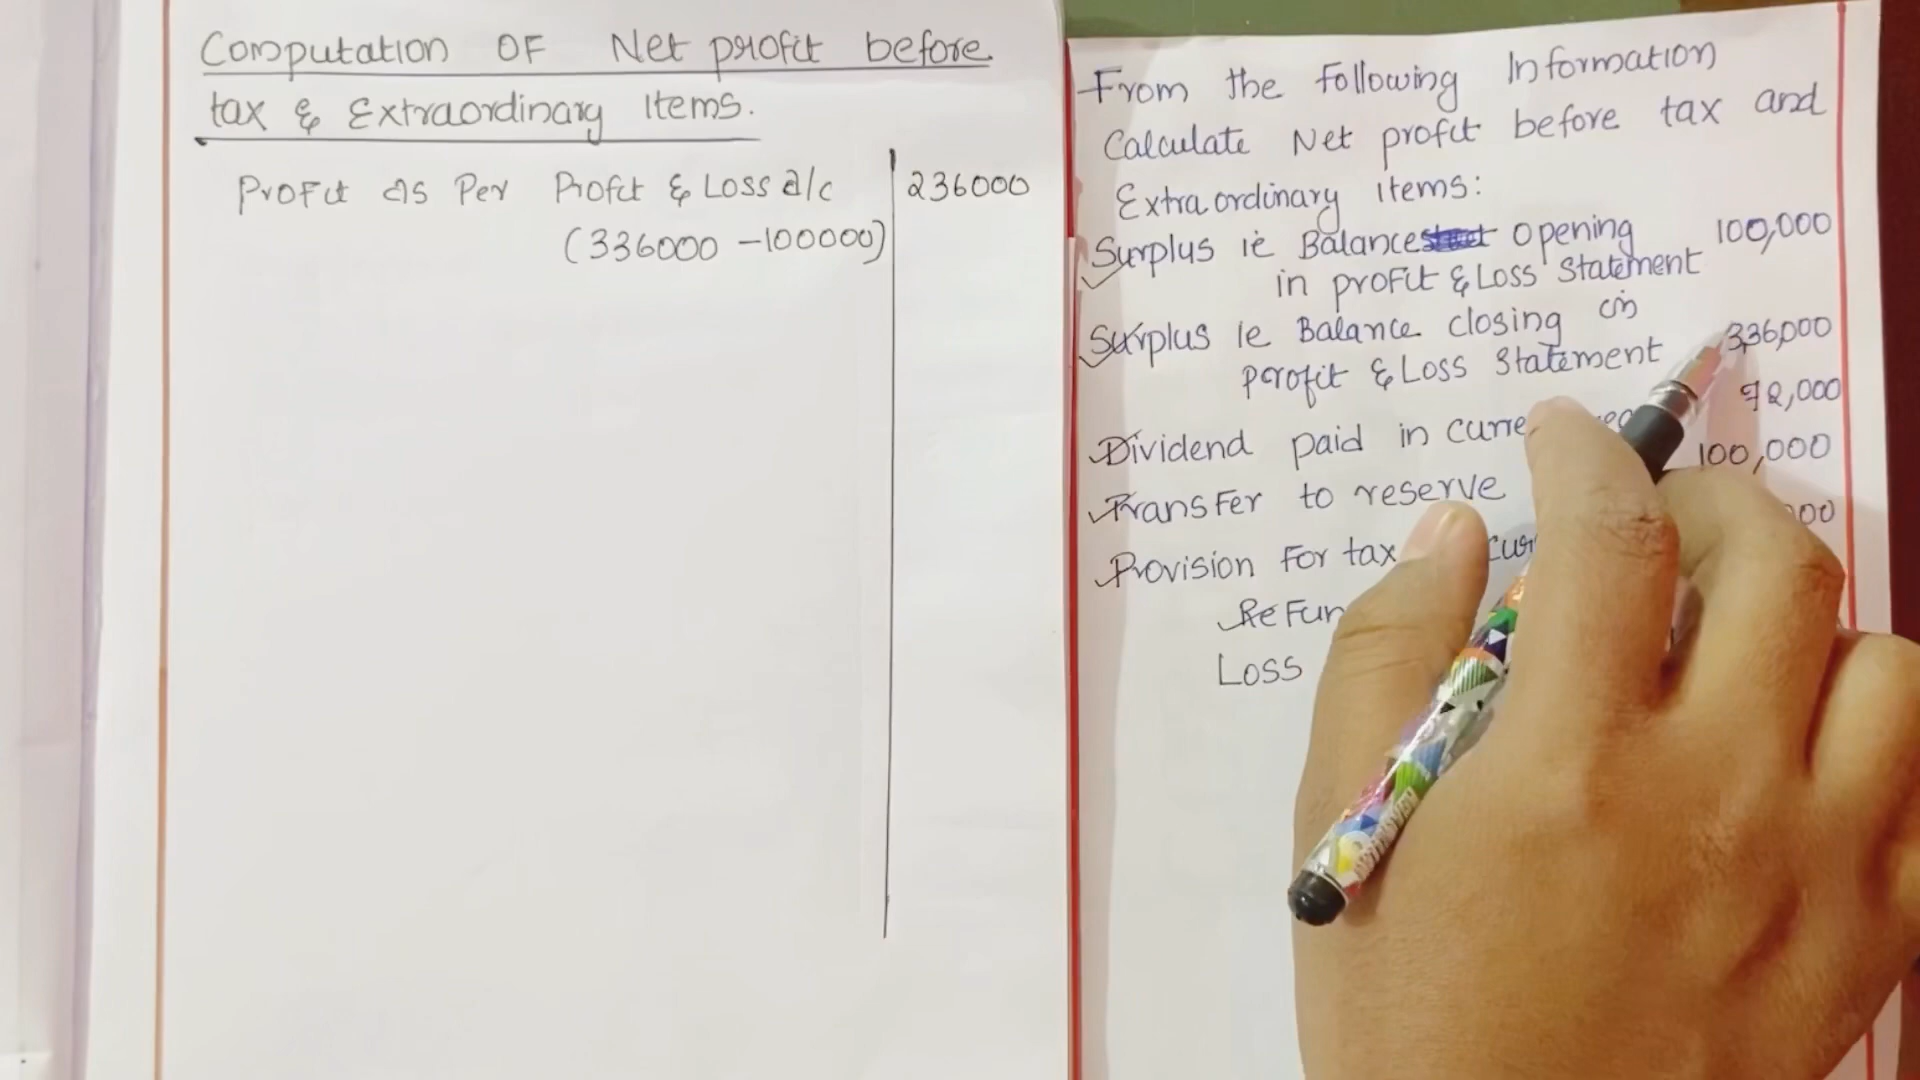 Computation OF Net profit before
tax & Extraordinary Items.
Profit as Per Profit & Loss a/c 236000
(336000 -100000)
From the following Information
Calculate Net profit before tax and
Extraordinary items:
Surplus ie Balance opening 100,000
in profit & Loss Statement
Surplus ie Balance closing in
profit & Loss Statement 336,000
Dividend paid in 72,000
Transfer to reserve 100,000
Provision For tax
Loss